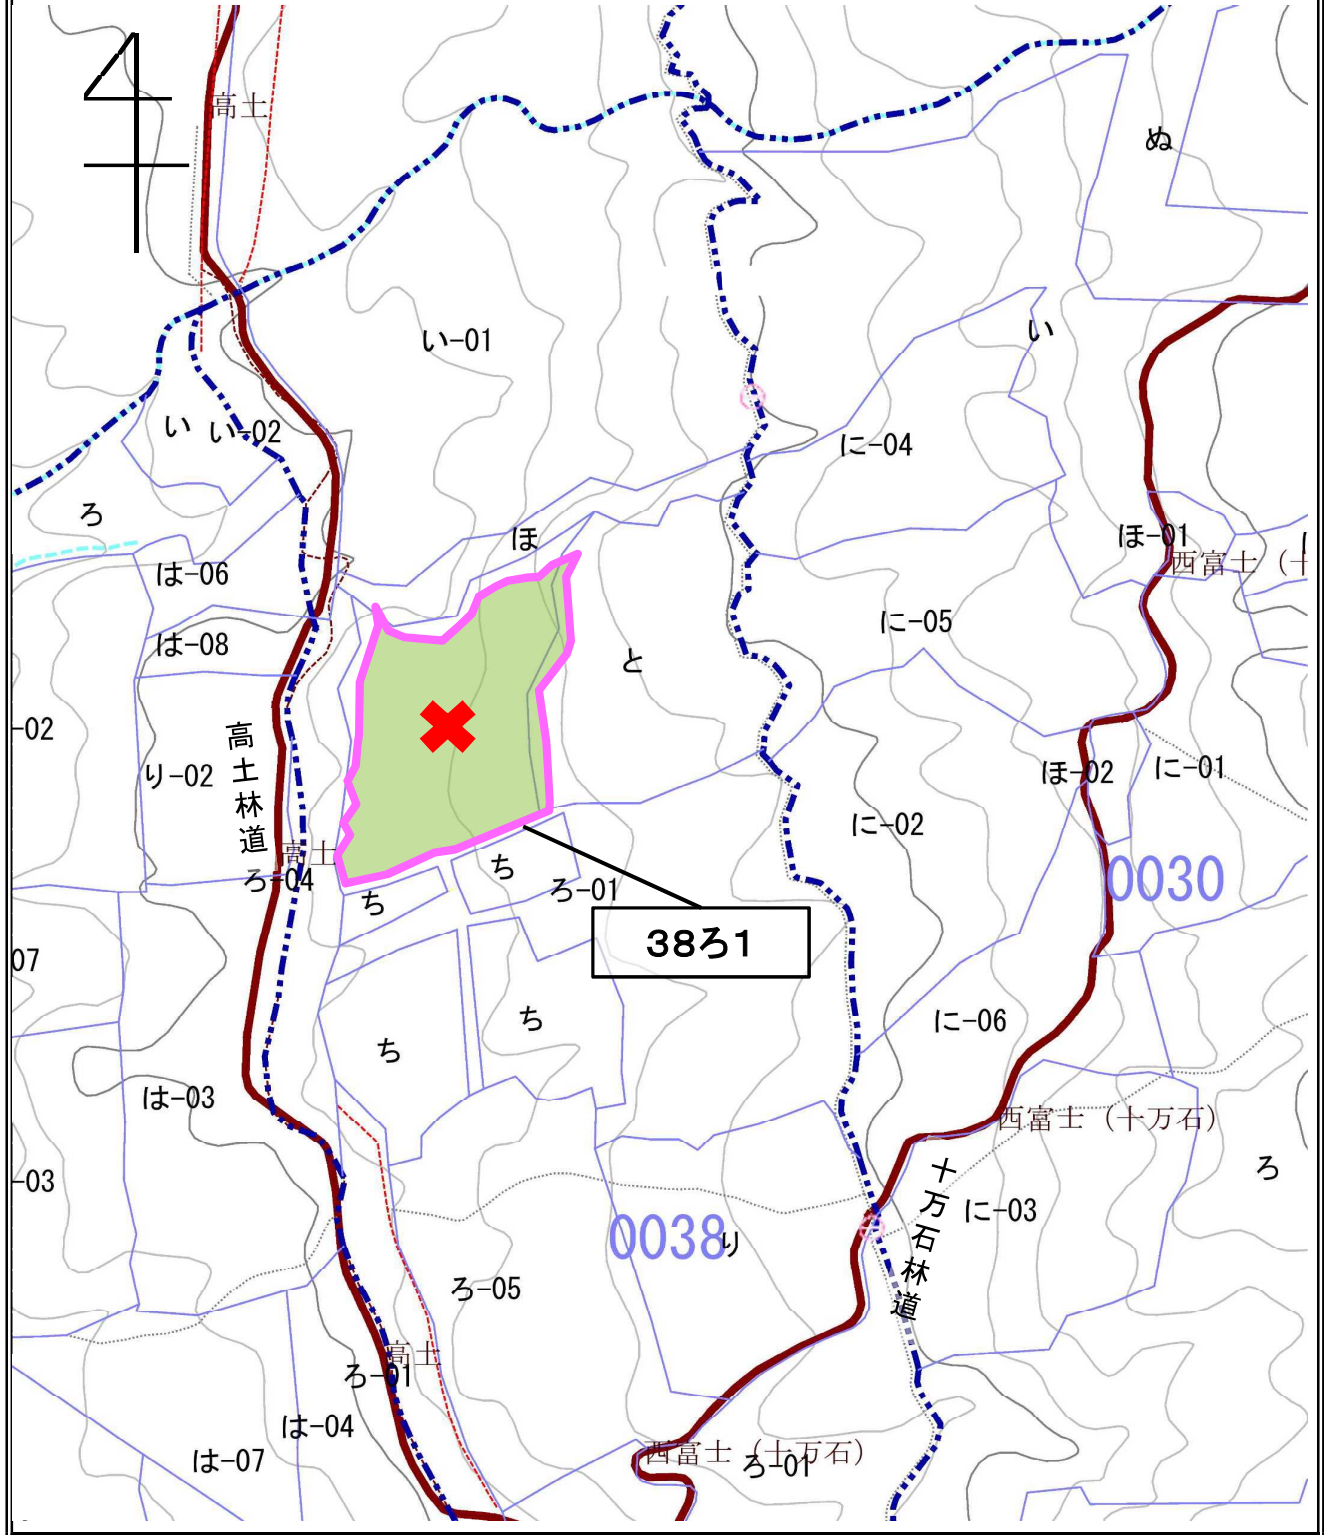 高土
ぬ
い-01
い
い
い-02
に-04
ろ
ほ
ほ-01
西富士（十
は-06
に-05
は-08
と
-02
高土林道
り-02
ほ-02
に-01
に-02
高土
ろ-04
ち
ち
ろ-01
0030
38ろ1
07
ち
ち
に-06
は-03
西富士（十万石）
-03
十万石林道
ろ
に-03
0038
り
ろ-05
高土
ろ-01
は-04
は-07
西富士（十万石）
ろ-01